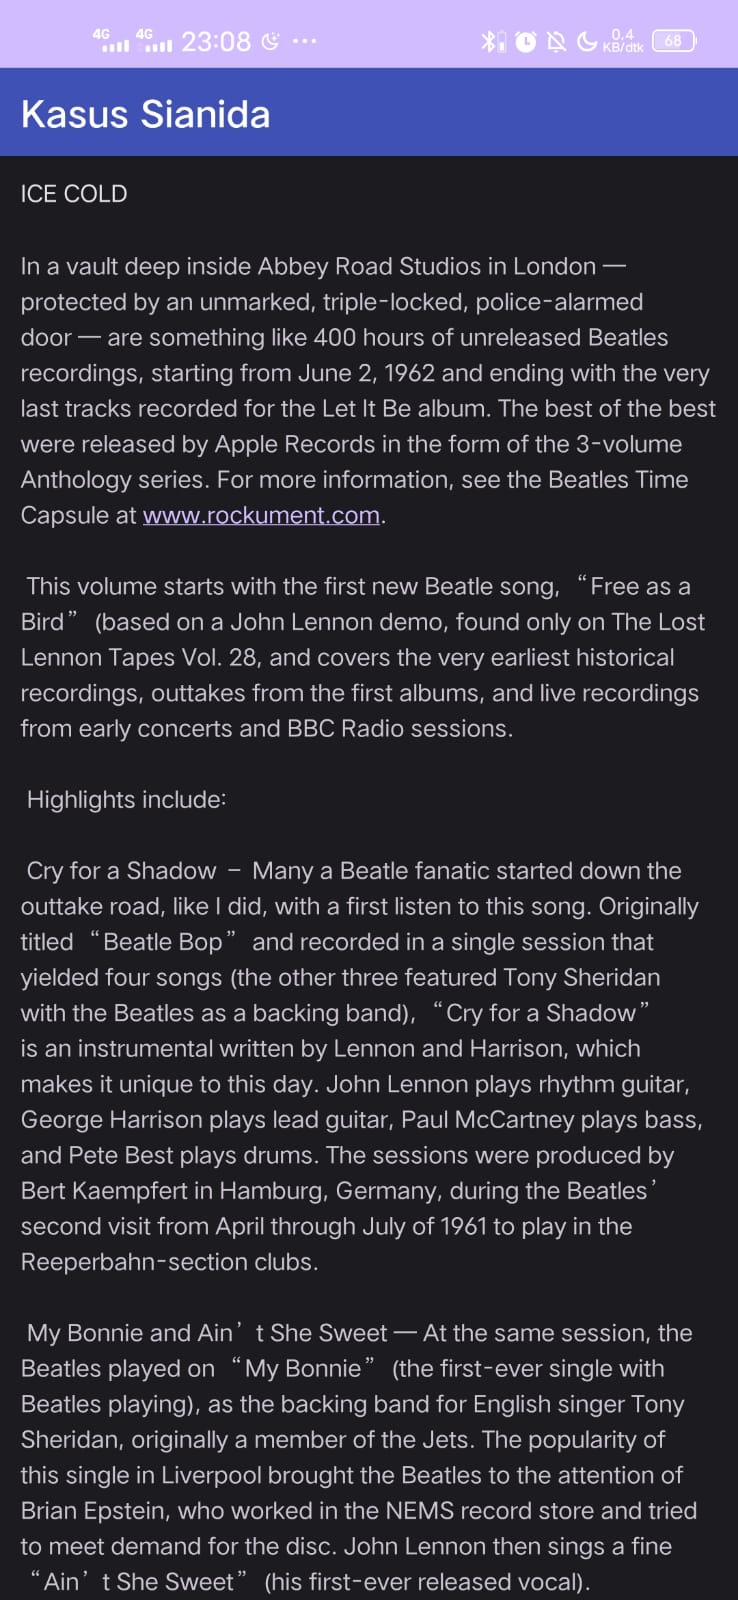 4G 4G 23:08 ... 0.4 KB/dtk 68
Kasus Sianida
ICE COLD
In a vault deep inside Abbey Road Studios in London —
protected by an unmarked, triple-locked, police-alarmed
door — are something like 400 hours of unreleased Beatles
recordings, starting from June 2, 1962 and ending with the very
last tracks recorded for the Let It Be album. The best of the best
were released by Apple Records in the form of the 3-volume
Anthology series. For more information, see the Beatles Time
Capsule at www.rockument.com.
This volume starts with the first new Beatle song, “Free as a
Bird” (based on a John Lennon demo, found only on The Lost
Lennon Tapes Vol. 28, and covers the very earliest historical
recordings, outtakes from the first albums, and live recordings
from early concerts and BBC Radio sessions.
Highlights include:
Cry for a Shadow – Many a Beatle fanatic started down the
outtake road, like I did, with a first listen to this song. Originally
titled “Beatle Bop” and recorded in a single session that
yielded four songs (the other three featured Tony Sheridan
with the Beatles as a backing band), “Cry for a Shadow”
is an instrumental written by Lennon and Harrison, which
makes it unique to this day. John Lennon plays rhythm guitar,
George Harrison plays lead guitar, Paul McCartney plays bass,
and Pete Best plays drums. The sessions were produced by
Bert Kaempfert in Hamburg, Germany, during the Beatles’
second visit from April through July of 1961 to play in the
Reeperbahn-section clubs.
My Bonnie and Ain’t She Sweet — At the same session, the
Beatles played on “My Bonnie” (the first-ever single with
Beatles playing), as the backing band for English singer Tony
Sheridan, originally a member of the Jets. The popularity of
this single in Liverpool brought the Beatles to the attention of
Brian Epstein, who worked in the NEMS record store and tried
to meet demand for the disc. John Lennon then sings a fine
“Ain’t She Sweet” (his first-ever released vocal).